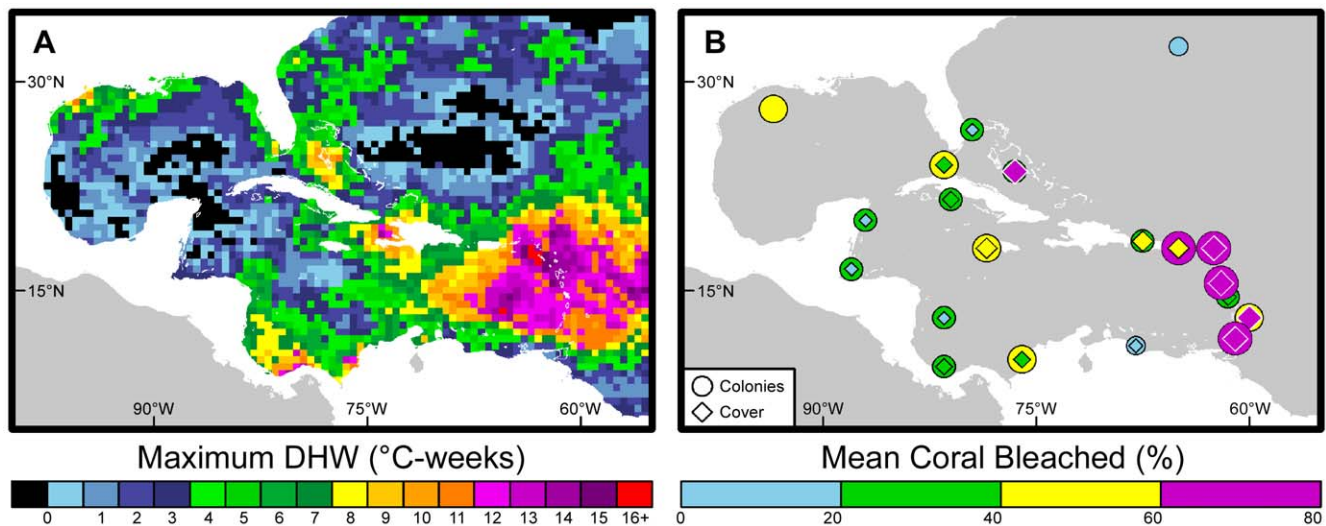 A
30°N
15°N
90°W 75°W 60°W
Maximum DHW (°C-weeks)
0 1 2 3 4 5 6 7 8 9 10 11 12 13 14 15 16+
B
30°N
15°N
Colonies
Cover
90°W 75°W 60°W
Mean Coral Bleached (%)
0 20 40 60 80